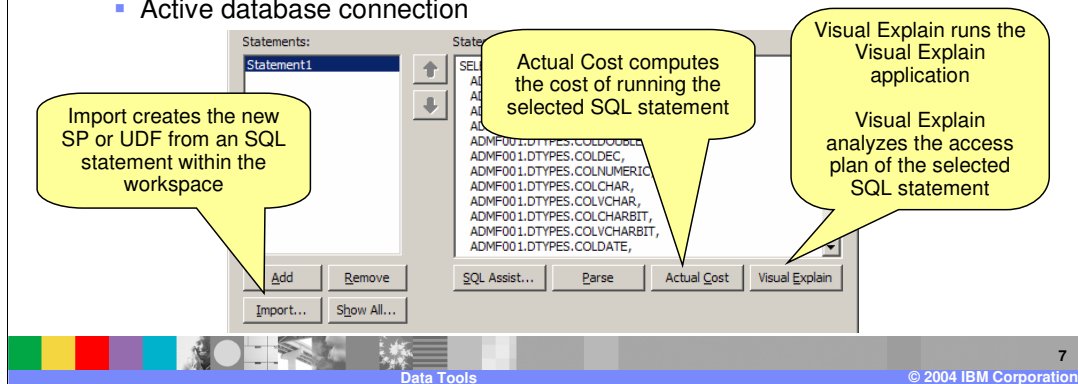 Active database connection
Statements:
Statement1
Import creates the new
SP or UDF from an SQL
statement within the
workspace
Actual Cost computes
the cost of running the
selected SQL statement
Visual Explain runs the
Visual Explain
application
Visual Explain
analyzes the access
plan of the selected
SQL statement
ADMF001.DTYPES.COLDOUBLE
ADMF001.DTYPES.COLDEC,
ADMF001.DTYPES.COLNUMERIC
ADMF001.DTYPES.COLCHAR,
ADMF001.DTYPES.COLVCHAR,
ADMF001.DTYPES.COLCHARBIT,
ADMF001.DTYPES.COLVCHARBIT,
ADMF001.DTYPES.COLDATE,
Add Remove SQL Assist... Parse Actual Cost Visual Explain
Import... Show All...
7
Data Tools © 2004 IBM Corporation